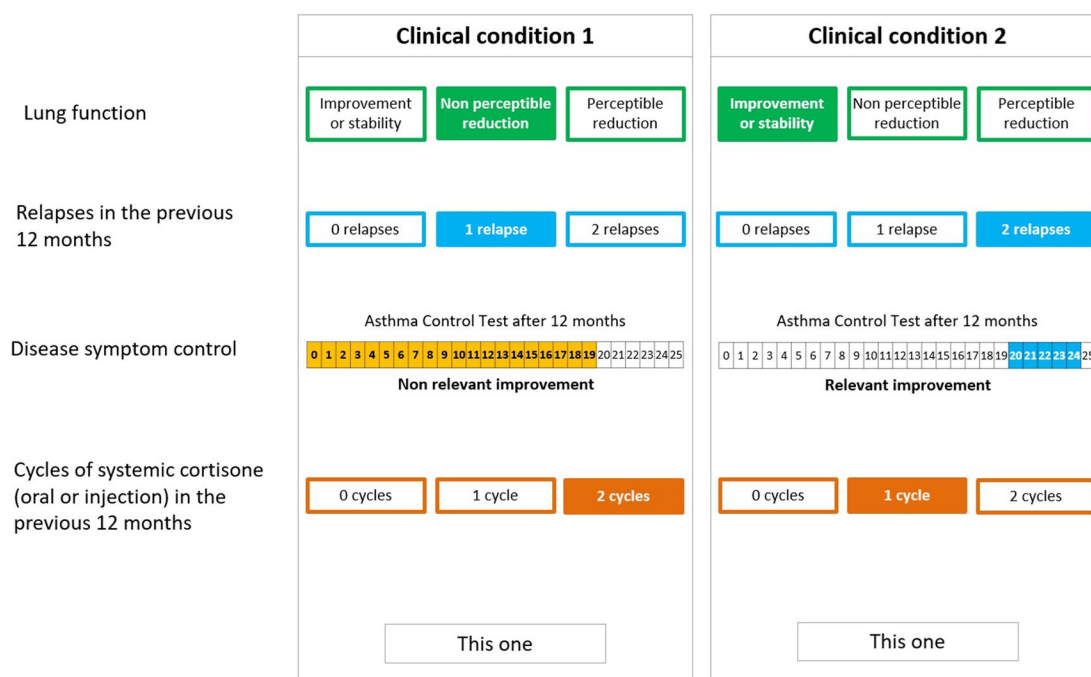 Clinical condition 1
Clinical condition 2
Lung function
Improvement
or stability
Non perceptible
reduction
Perceptible
reduction
Improvement
or stability
Non perceptible
reduction
Perceptible
reduction
Relapses in the previous
12 months
0 relapses
1 relapse
2 relapses
0 relapses
1 relapse
2 relapses
Disease symptom control
Asthma Control Test after 12 months
0 1 2 3 4 5 6 7 8 9 10 11 12 13 14 15 16 17 18 19 20 21 22 23 24 25
Non relevant improvement
Asthma Control Test after 12 months
0 1 2 3 4 5 6 7 8 9 10 11 12 13 14 15 16 17 18 19 20 21 22 23 24 25
Relevant improvement
Cycles of systemic cortisone
(oral or injection) in the
previous 12 months
0 cycles
1 cycle
2 cycles
0 cycles
1 cycle
2 cycles
This one
This one